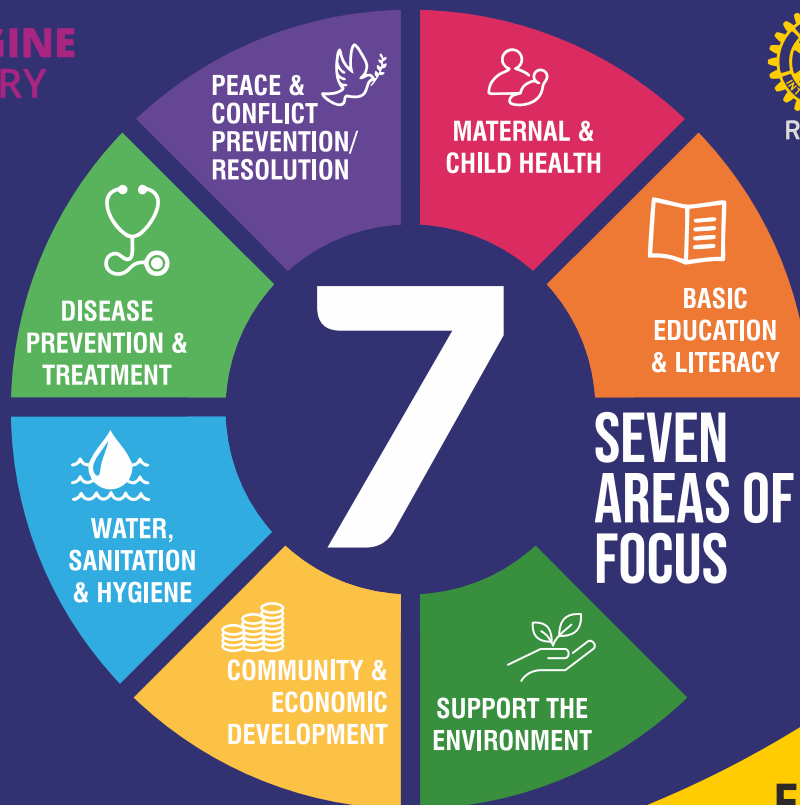 PEACE &
CONFLICT
PREVENTION/
RESOLUTION
MATERNAL &
CHILD HEALTH
DISEASE
PREVENTION &
TREATMENT
7
BASIC
EDUCATION
& LITERACY
SEVEN
AREAS OF
FOCUS
WATER,
SANITATION
& HYGIENE
COMMUNITY &
ECONOMIC
DEVELOPMENT
SUPPORT THE
ENVIRONMENT